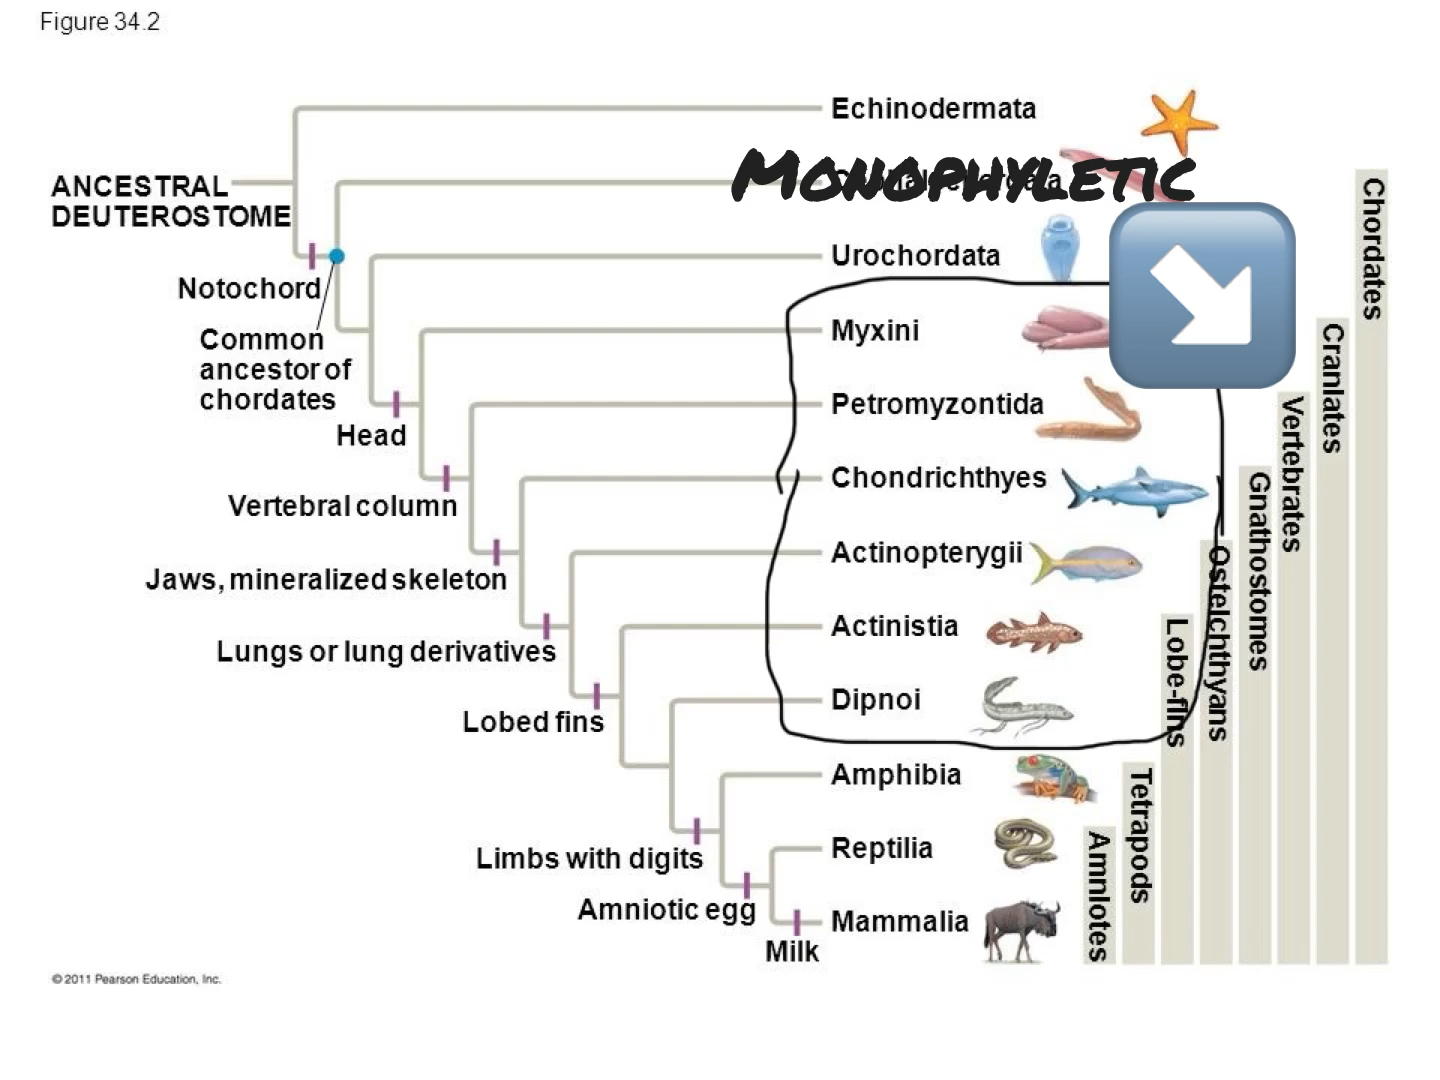 Figure 34.2
Echinodermata
Monophyletic
ANCESTRAL
DEUTEROSTOME
Urochordata
Notochord
Common
ancestor of
chordates
Myxini
Petromyzontida
Head
Chondrichthyes
Vertebral column
Actinopterygii
Jaws, mineralized skeleton
Actinistia
Lungs or lung derivatives
Dipnoi
Lobed fins
Amphibia
Reptilia
Limbs with digits
Amniotic egg
Mammalia
Milk
Chordates
Craniates
Vertebrates
Gnathostomes
Osteichthyans
Lobe-fins
Tetrapods
Amniotes
© 2011 Pearson Education, Inc.